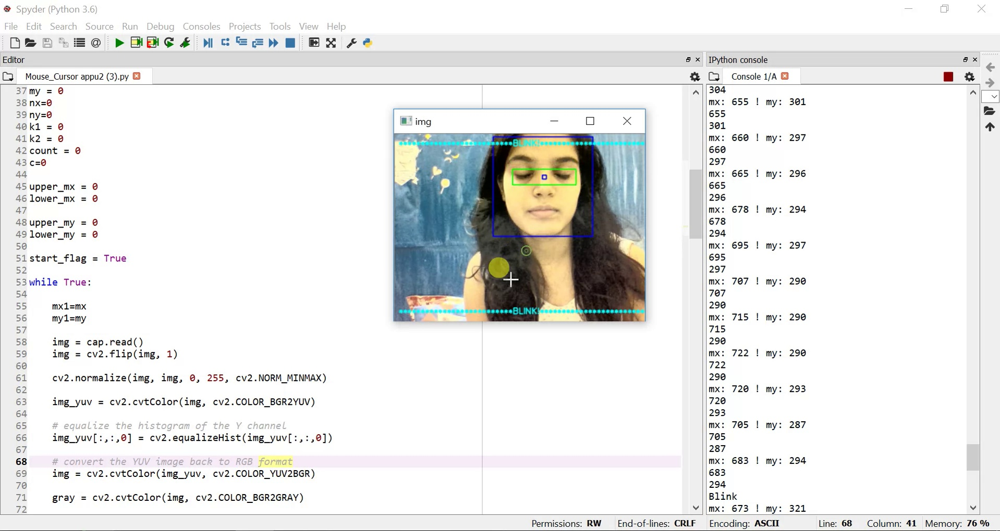 Spyder (Python 3.6)
File Edit Search Source Run Debug Consoles Projects Tools View Help
Editor
Mouse_Cursor appu2 (3).py
37 my = 0
38 nx=0
39 ny=0
40 k1 = 0
41 k2 = 0
42 count = 0
43 c=0
44
45 upper_mx = 0
46 lower_mx = 0
47
48 upper_my = 0
49 lower_my = 0
50
51 start_flag = True
52
53 while True:
54
55 mx1=mx
56 my1=my
57
58 img = cap.read()
59 img = cv2.flip(img, 1)
60
61 cv2.normalize(img, img, 0, 255, cv2.NORM_MINMAX)
62
63 img_yuv = cv2.cvtColor(img, cv2.COLOR_BGR2YUV)
64
65 # equalize the histogram of the Y channel
66 img_yuv[:,:,0] = cv2.equalizeHist(img_yuv[:,:,0])
67
68 # convert the YUV image back to RGB format
69 img = cv2.cvtColor(img_yuv, cv2.COLOR_YUV2BGR)
70
71 gray = cv2.cvtColor(img, cv2.COLOR_BGR2GRAY)
72
img
BLINK!
BLINK!
IPython console
Console 1/A
304
mx: 655 ! my: 301
655
301
mx: 660 ! my: 297
660
297
mx: 665 ! my: 296
665
296
mx: 678 ! my: 294
678
294
mx: 695 ! my: 297
695
297
mx: 707 ! my: 290
707
290
mx: 715 ! my: 290
715
290
mx: 722 ! my: 290
722
290
mx: 720 ! my: 293
720
293
mx: 705 ! my: 287
705
287
mx: 683 ! my: 294
683
294
Blink
mx: 673 ! my: 321
Permissions: RW End-of-lines: CRLF Encoding: ASCII Line: 68 Column: 41 Memory: 76 %